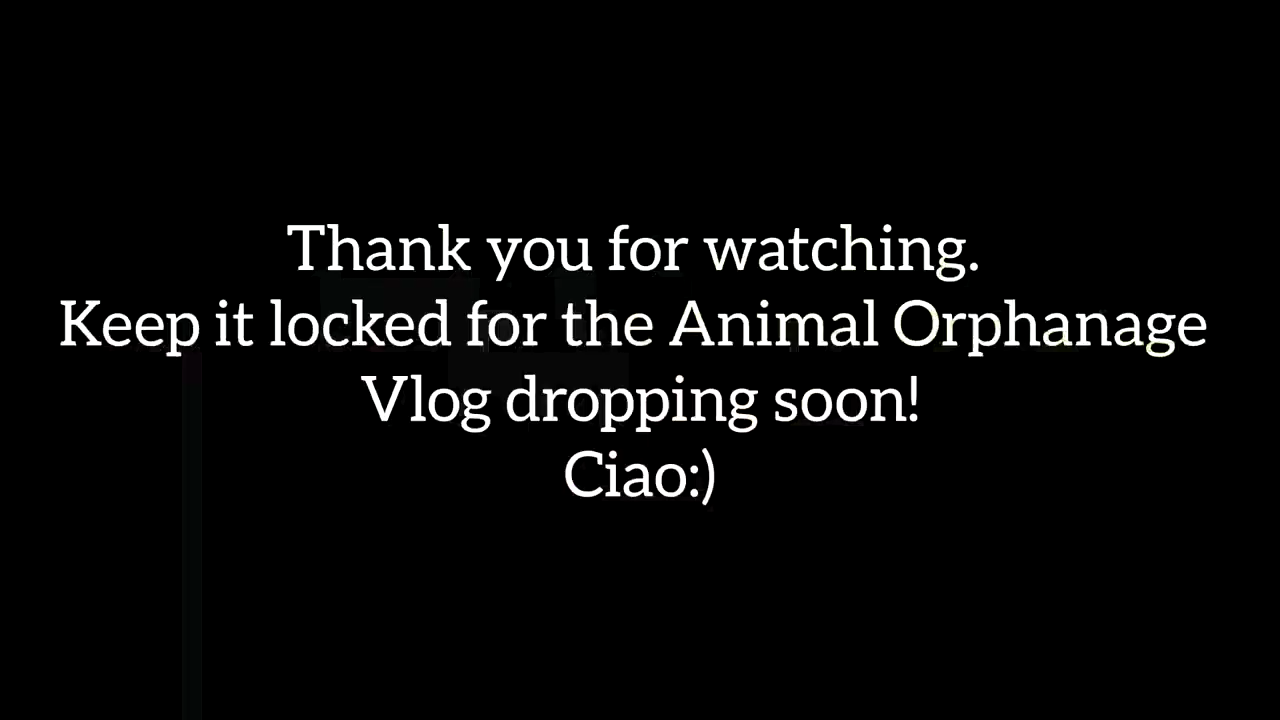 Thank you for watching.
Keep it locked for the Animal Orphanage
Vlog dropping soon!
Ciao:)